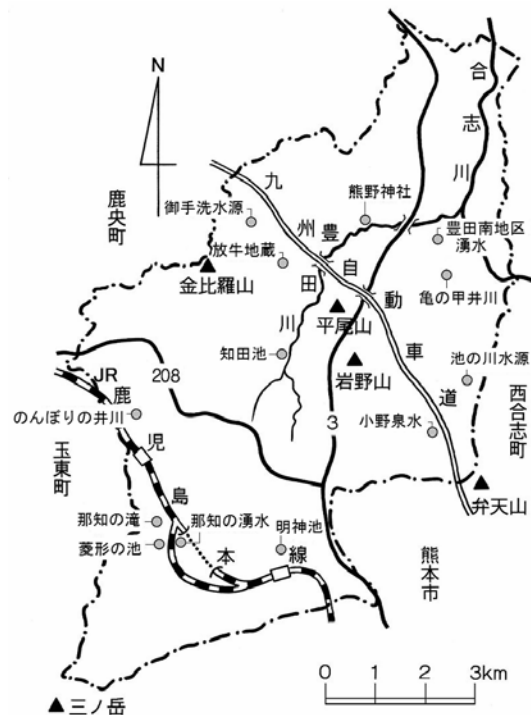 N
合志川
九州自動車道
鹿央町
御手洗水源
熊野神社
豊田川
豊田南地区
湧水
放牛地蔵
金比羅山
亀の甲井川
平尾山
知田池
岩野山
池の川水源
西合志町
JR鹿児島本線
208
3
のんぼりの井川
小野泉水
玉東町
弁天山
那知の滝
那知の湧水
明神池
菱形の池
熊本市
0 1 2 3km
三ノ岳